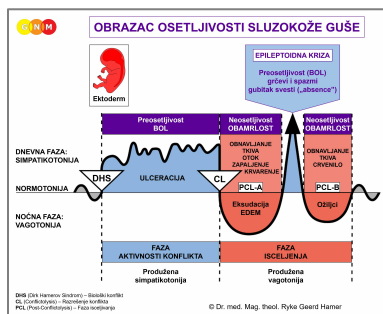 GNM
OBRAZAC OSETLJIVOSTI SLUZOKOŽE GUŠE
Ektoderm
EPILEPTOIDNA KRIZA
Preosetljivost (BOL)
grčevi i spazmi
gubitak svesti („absence")
Preosetljivost
BOL
Neosetljivost
OBAMRLOST
Neosetljivost
OBAMRLOST
DNEVNA FAZA:
SIMPATIKOTONIJA
NORMOTONIJA
NOĆNA FAZA:
VAGOTONIJA
DHS
ULCERACIJA
CL
OBNAVLJANJE
TKIVA
OTOK
ZAPALJENJE
KRVARENJE
PCL-A
Eksudacija
EDEM
OBNAVLJANJE
TKIVA
CRVENILO
PCL-B
Ožiljci
FAZA
AKTIVNOSTI KONFLIKTA
FAZA
ISCELJENJA
Produžena
simpatikotonija
Produžena
vagotonija
DHS (Dirk Hamerov Sindrom) – Biološki konflikt
CL (Conflictolysis) – Razrešenje konflikta
PCL (Post-Conflictolysis) – Faza isceljivanja
© Dr. med. Mag. theol. Ryke Geerd Hamer